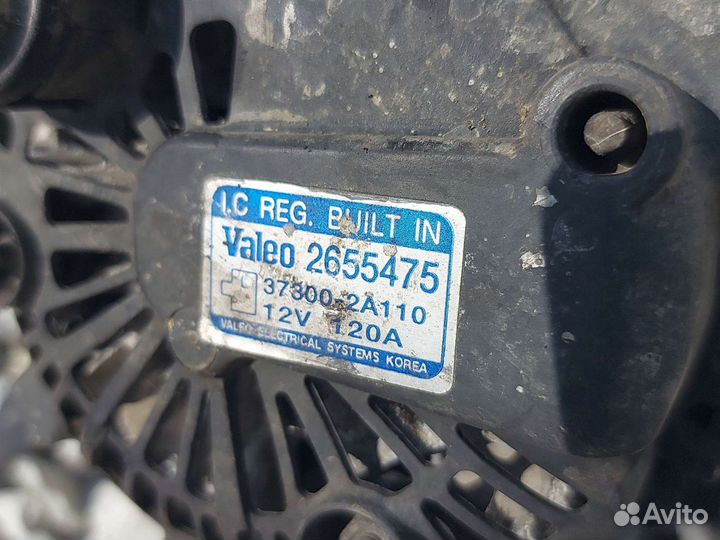 I.C REG. BUILT IN
Valeo 2655475
37300-2A110
12V 120A
VALEO ELECTRICAL SYSTEMS KOREA
Avito